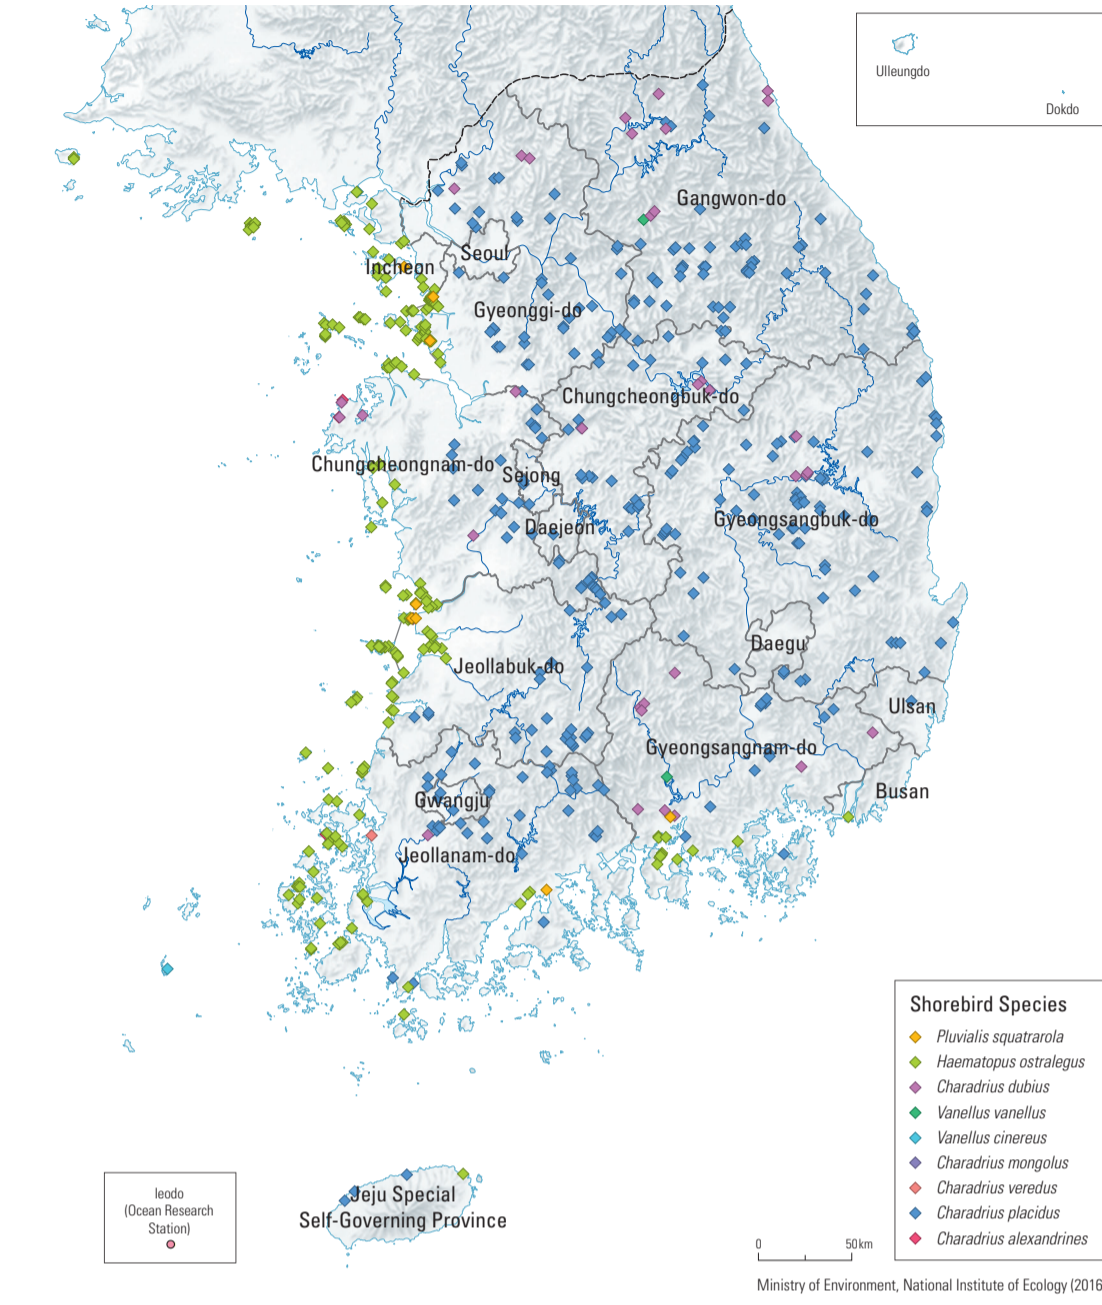 Ulleungdo
Dokdo
Gangwon-do
Seoul
Incheon
Gyeonggi-do
Chungcheongbuk-do
Chungcheongnam-do
Sejong
Gyeongsangbuk-do
Daejeon
Daegu
Jeollabuk-do
Ulsan
Gyeongsangnam-do
Busan
Gwangju
Jeollanam-do
Shorebird Species
Pluvialis squatrarola
Haematopus ostralegus
Charadrius dubius
Vanellus vanellus
Vanellus cinereus
Charadrius mongolus
Charadrius veredus
Charadrius placidus
Charadrius alexandrines
Ieodo
(Ocean Research
Station)
Jeju Special
Self-Governing Province
0 50km
Ministry of Environment, National Institute of Ecology (2016